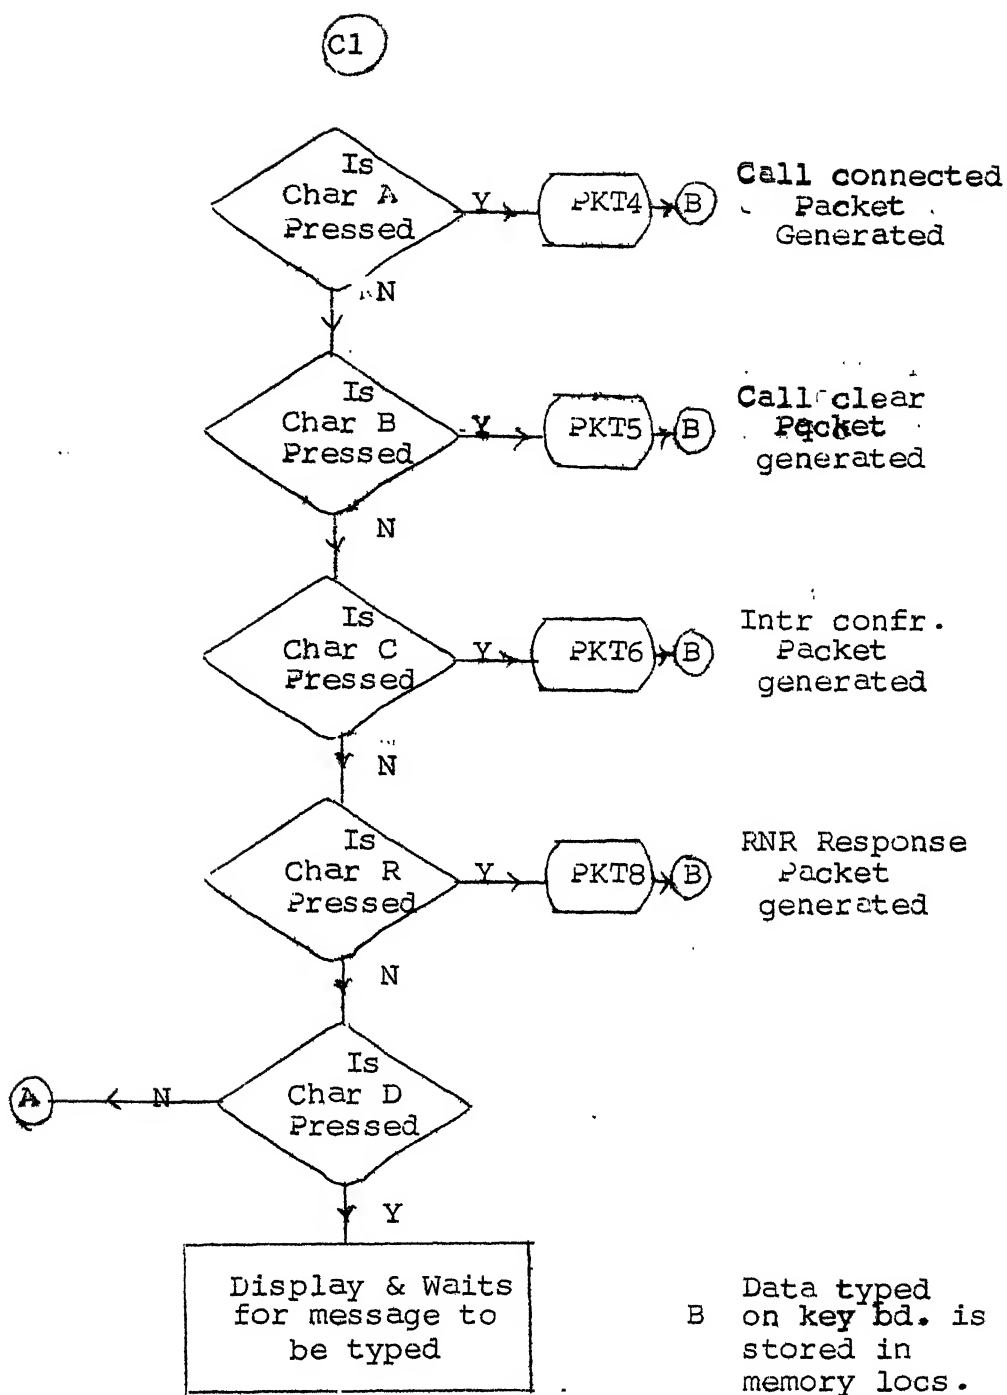 C1
Is
Char A
Pressed
Y
PKT4
B
Call connected
Packet
Generated
N
Is
Char B
Pressed
Y
PKT5
B
Call clear
Packet
generated
N
Is
Char C
Pressed
Y
PKT6
B
Intr confr.
Packet
generated
N
Is
Char R
Pressed
Y
PKT8
B
RNR Response
Packet
generated
N
Is
Char D
Pressed
N
A
Y
Display & Waits
for message to
be typed
B
Data typed
on key bd. is
stored in
memory locs.